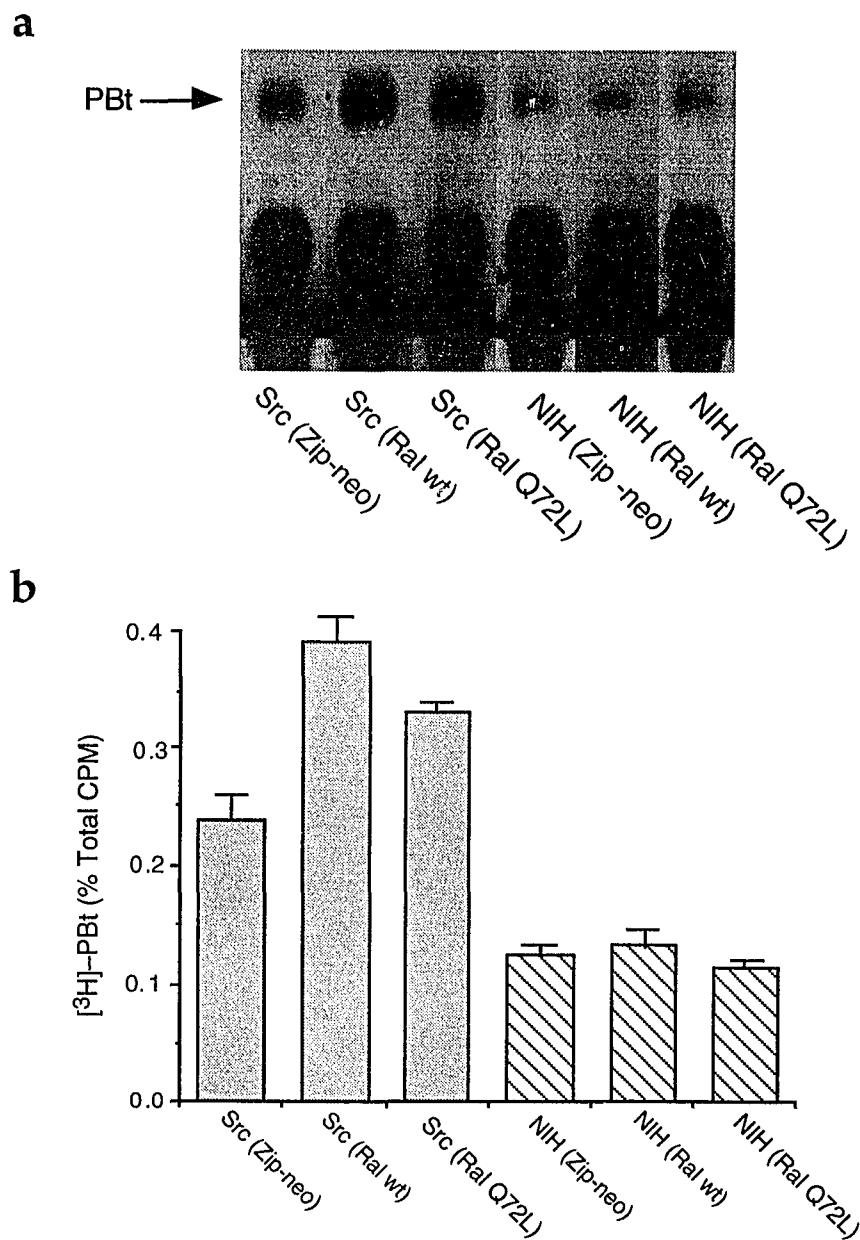 a
PBt
Src (Zip-neo)
Src (Ral wt)
Src (Ral Q72L)
NIH (Zip -neo)
NIH (Ral wt)
NIH (Ral Q72L)
b
[³H]–PBt (% Total CPM)
0.4
0.3
0.2
0.1
0.0
Src (Zip-neo)
Src (Ral wt)
Src (Ral Q72L)
NIH (Zip-neo)
NIH (Ral wt)
NIH (Ral Q72L)